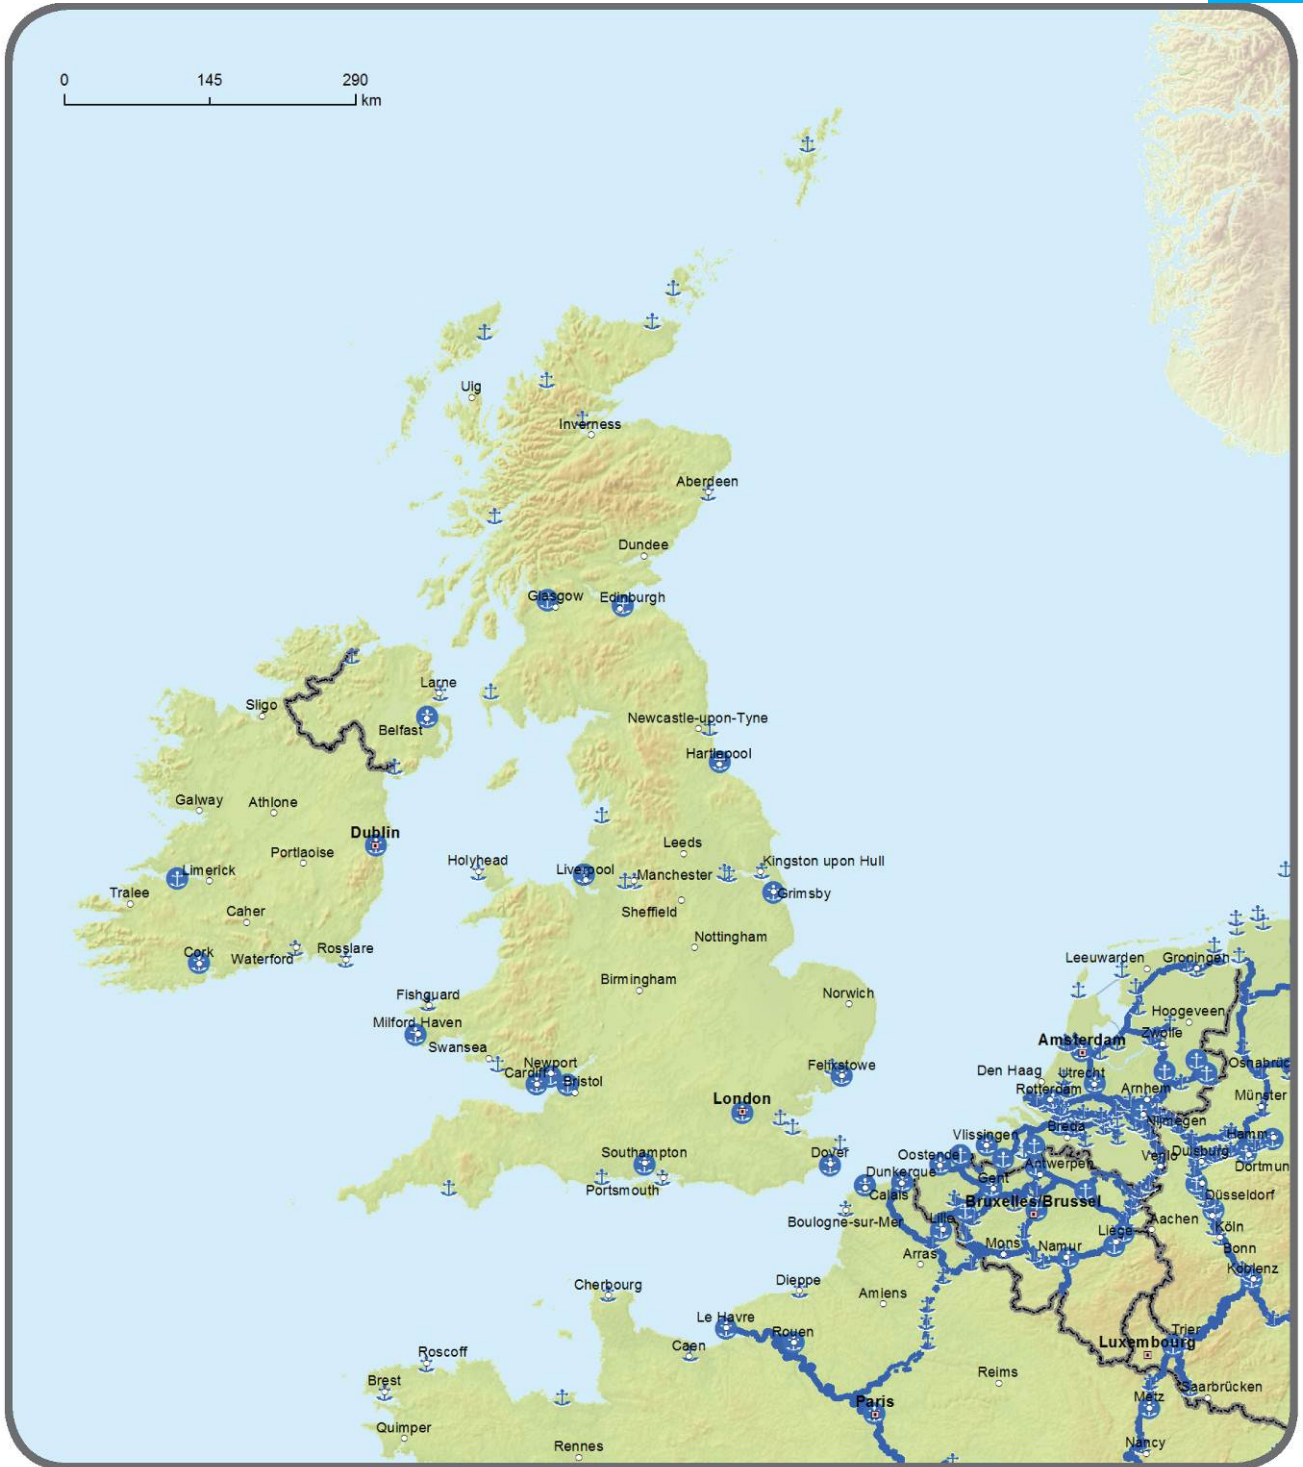 0 145 290
km
Uig
Inverness
Aberdeen
Dundee
Glasgow
Edinburgh
Larne
Sligo
Belfast
Newcastle-upon-Tyne
Hartlepool
Galway
Athlone
Dublin
Portlaoise
Leeds
Holyhead
Liverpool
Manchester
Kingston upon Hull
Limerick
Tralee
Grimsby
Sheffield
Caher
Nottingham
Cork
Waterford
Rosslare
Leeuwarden
Groningen
Birmingham
Fishguard
Norwich
Hoogeveen
Milford Haven
Zwolle
Amsterdam
Swansea
Newport
Cardiff
Bristol
Felixstowe
Den Haag
Utrecht
Osnabrüc
Rotterdam
Arnhem
Münster
London
Nijmegen
Breda
Vlissingen
Hamm
Southampton
Dover
Oostende
Antwerpen
Venlo
Duisburg
Dortmun
Dunkerque
Gent
Portsmouth
Calais
Düsseldorf
Bruxelles/Brussel
Boulogne-sur-Mer
Lille
Liège
Aachen
Köln
Arras
Mons
Namur
Bonn
Koblenz
Cherbourg
Dieppe
Amiens
Le Havre
Rouen
Trier
Luxembourg
Caen
Roscoff
Reims
Brest
Saarbrücken
Metz
Paris
Quimper
Rennes
Nancy